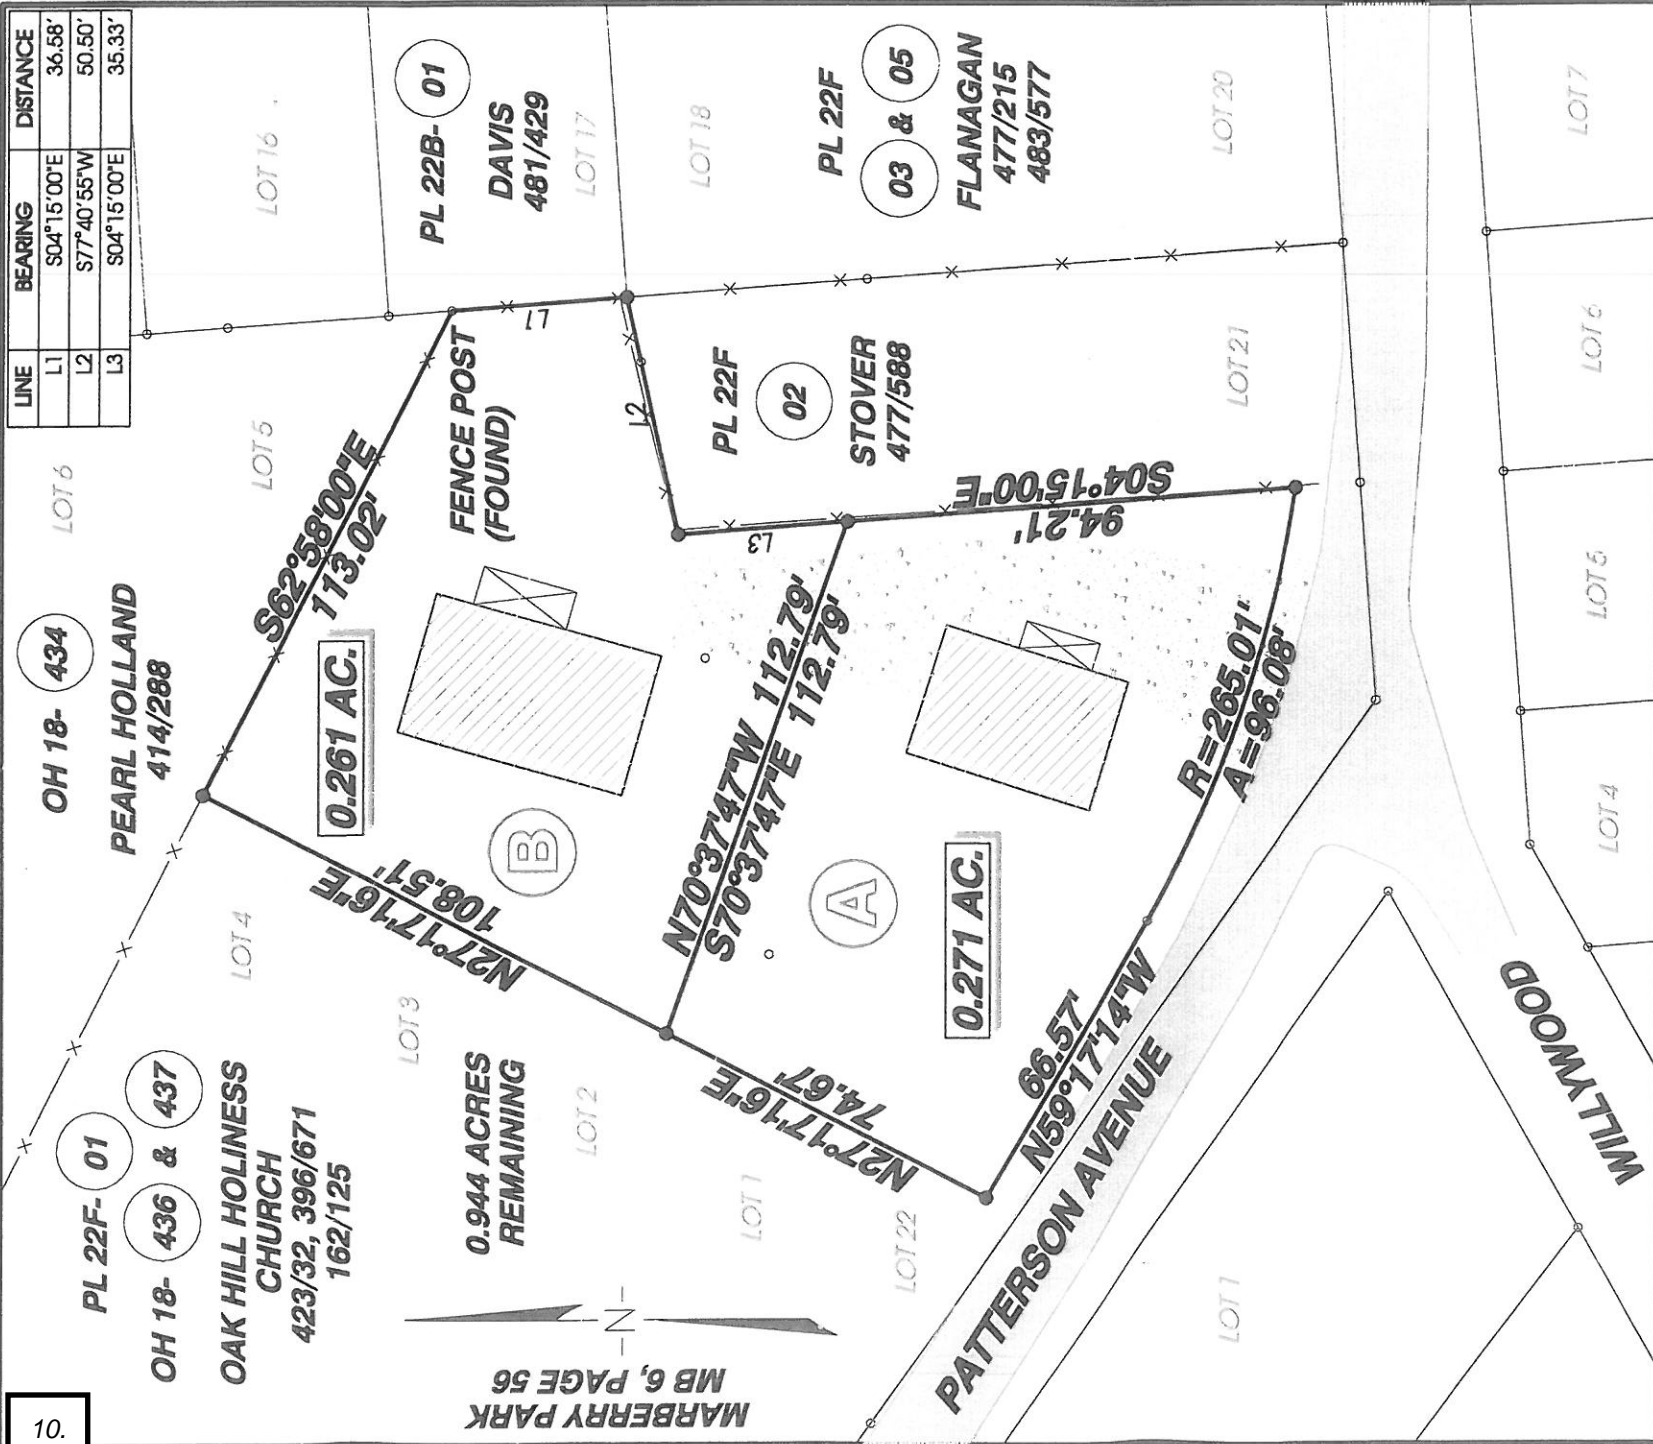 LINE BEARING DISTANCE
L1 S04°15'00"E 36.58'
L2 S77°40'55"W 50.50'
L3 S04°15'00"E 35.33'
LOT 6
LOT 5
LOT 16
PL 22B- 01
DAVIS
481/429
LOT 17
LOT 18
PL 22F
03 & 05
FLANAGAN
477/215
483/577
LOT 20
LOT 7
OH 18- 434
PEARL HOLLAND
414/288
S62°58'00"E
113.02'
FENCE POST
(FOUND)
L1
L2
L3
PL 22F
02
STOVER
477/588
LOT 21
LOT 6
S04°15'00"E
94.21'
0.261 AC.
B
N27°17'16"E
108.51'
N70°37'47"W 112.79'
S70°37'47"E 112.79'
A
0.271 AC.
R=265.01'
A=96.08'
LOT 5
LOT 4
LOT 4
LOT 3
PL 22F- 01
OH 18- 436 & 437
OAK HILL HOLINESS
CHURCH
423/32, 396/671
162/125
0.944 ACRES
REMAINING
LOT 2
N27°17'16"E
74.67'
LOT 1
LOT 22
66.57'
N59°17'14"W
PATTERSON AVENUE
WILLYWOOD
LOT 1
N
MARBERRY PARK
MB 6, PAGE 56
10.